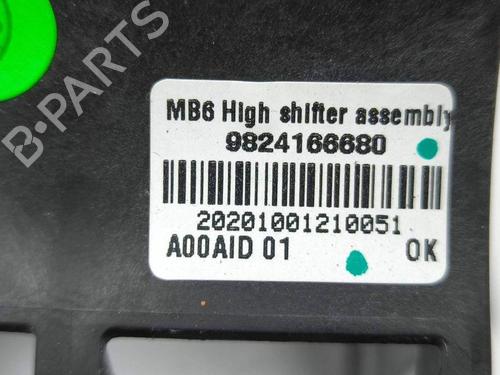 MB6 High shifter assembly
9824166680
20201001210051
A00AID 01 OK
B-PARTS